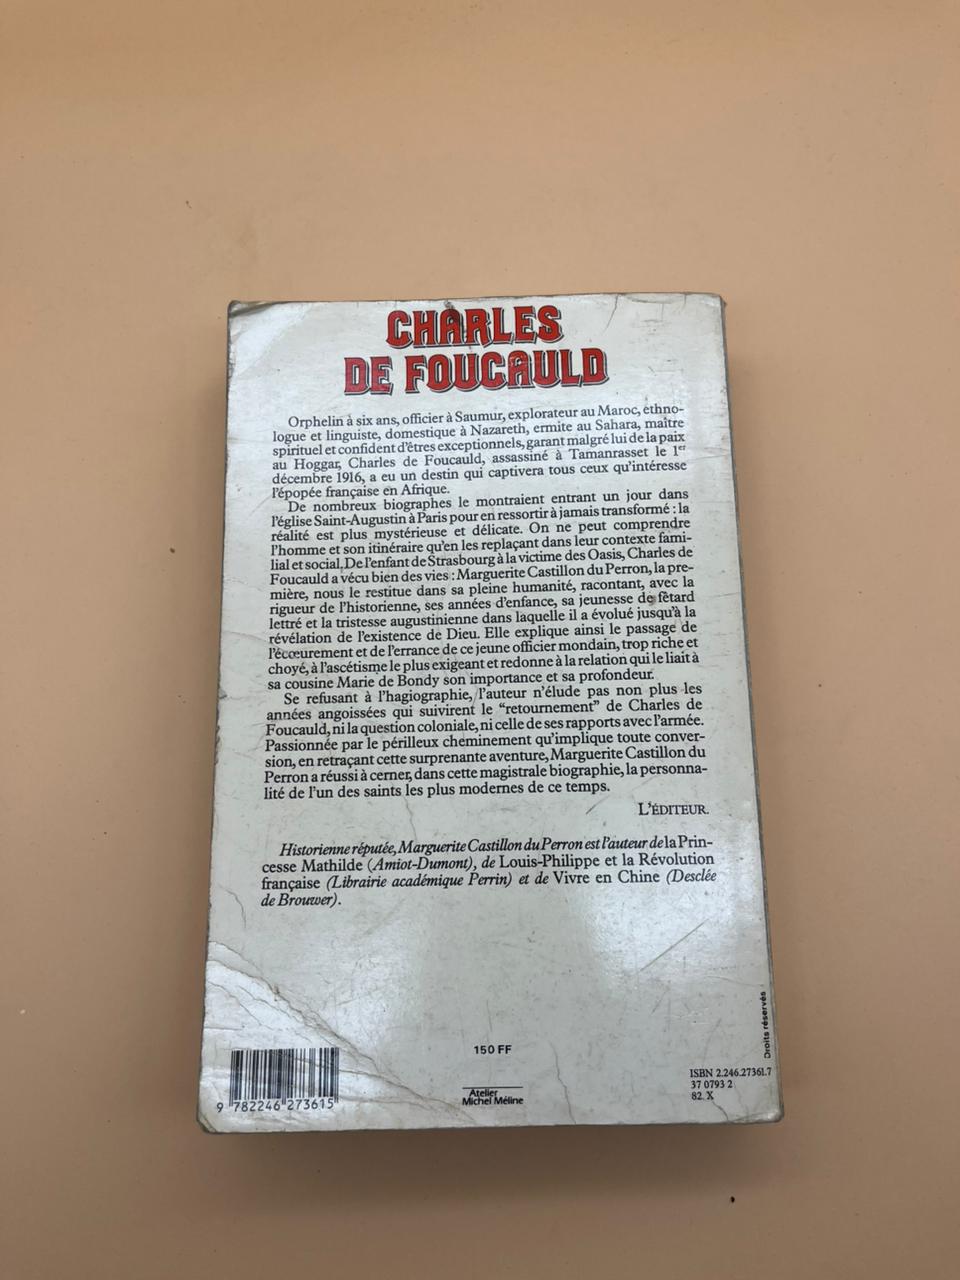 CHARLES
DE FOUCAULD
Orphelin à six ans, officier à Saumur, explorateur au Maroc, ethno-
logue et linguiste, domestique à Nazareth, ermite au Sahara, maître
spirituel et confident d'êtres exceptionnels, garant malgré lui de la paix
au Hoggar, Charles de Foucauld, assassiné à Tamanrasset le 1er
décembre 1916, a eu un destin qui captivera tous ceux qu'intéresse
l'épopée française en Afrique.
De nombreux biographes le montraient entrant un jour dans
l'église Saint-Augustin à Paris pour en ressortir à jamais transformé : la
réalité est plus mystérieuse et délicate. On ne peut comprendre
l'homme et son itinéraire qu'en les replaçant dans leur contexte fami-
lial et social. De l'enfant de Strasbourg à la victime des Oasis, Charles de
Foucauld a vécu bien des vies : Marguerite Castillon du Perron, la pre-
mière, nous le restitue dans sa pleine humanité, racontant, avec la
rigueur de l'historienne, ses années d'enfance, sa jeunesse de fêtard
lettré et la tristesse augustinienne dans laquelle il a évolué jusqu'à la
révélation de l'existence de Dieu. Elle explique ainsi le passage de
l'écœurement et de l'errance de ce jeune officier mondain, trop riche et
choyé, à l'ascétisme le plus exigeant et redonne à la relation qui le liait à
sa cousine Marie de Bondy son importance et sa profondeur.
Se refusant à l'hagiographie, l'auteur n'élude pas non plus les
années angoissées qui suivirent le "retournement" de Charles de
Foucauld, ni la question coloniale, ni celle de ses rapports avec l'armée.
Passionnée par le périlleux cheminement qu'implique toute conver-
sion, en retraçant cette surprenante aventure, Marguerite Castillon du
Perron a réussi à cerner, dans cette magistrale biographie, la personna-
lité de l'un des saints les plus modernes de ce temps.
L'ÉDITEUR.
Historienne réputée, Marguerite Castillon du Perron est l'auteur de la Prin-
cesse Mathilde (Amiot-Dumont), de Louis-Philippe et la Révolution
française (Librairie académique Perrin) et de Vivre en Chine (Desclée
de Brouwer).
Droits réservés
150 FF
Atelier
Michel Méline
9 782246 273615
ISBN 2.246.27361.7
37 0793 2
82. X